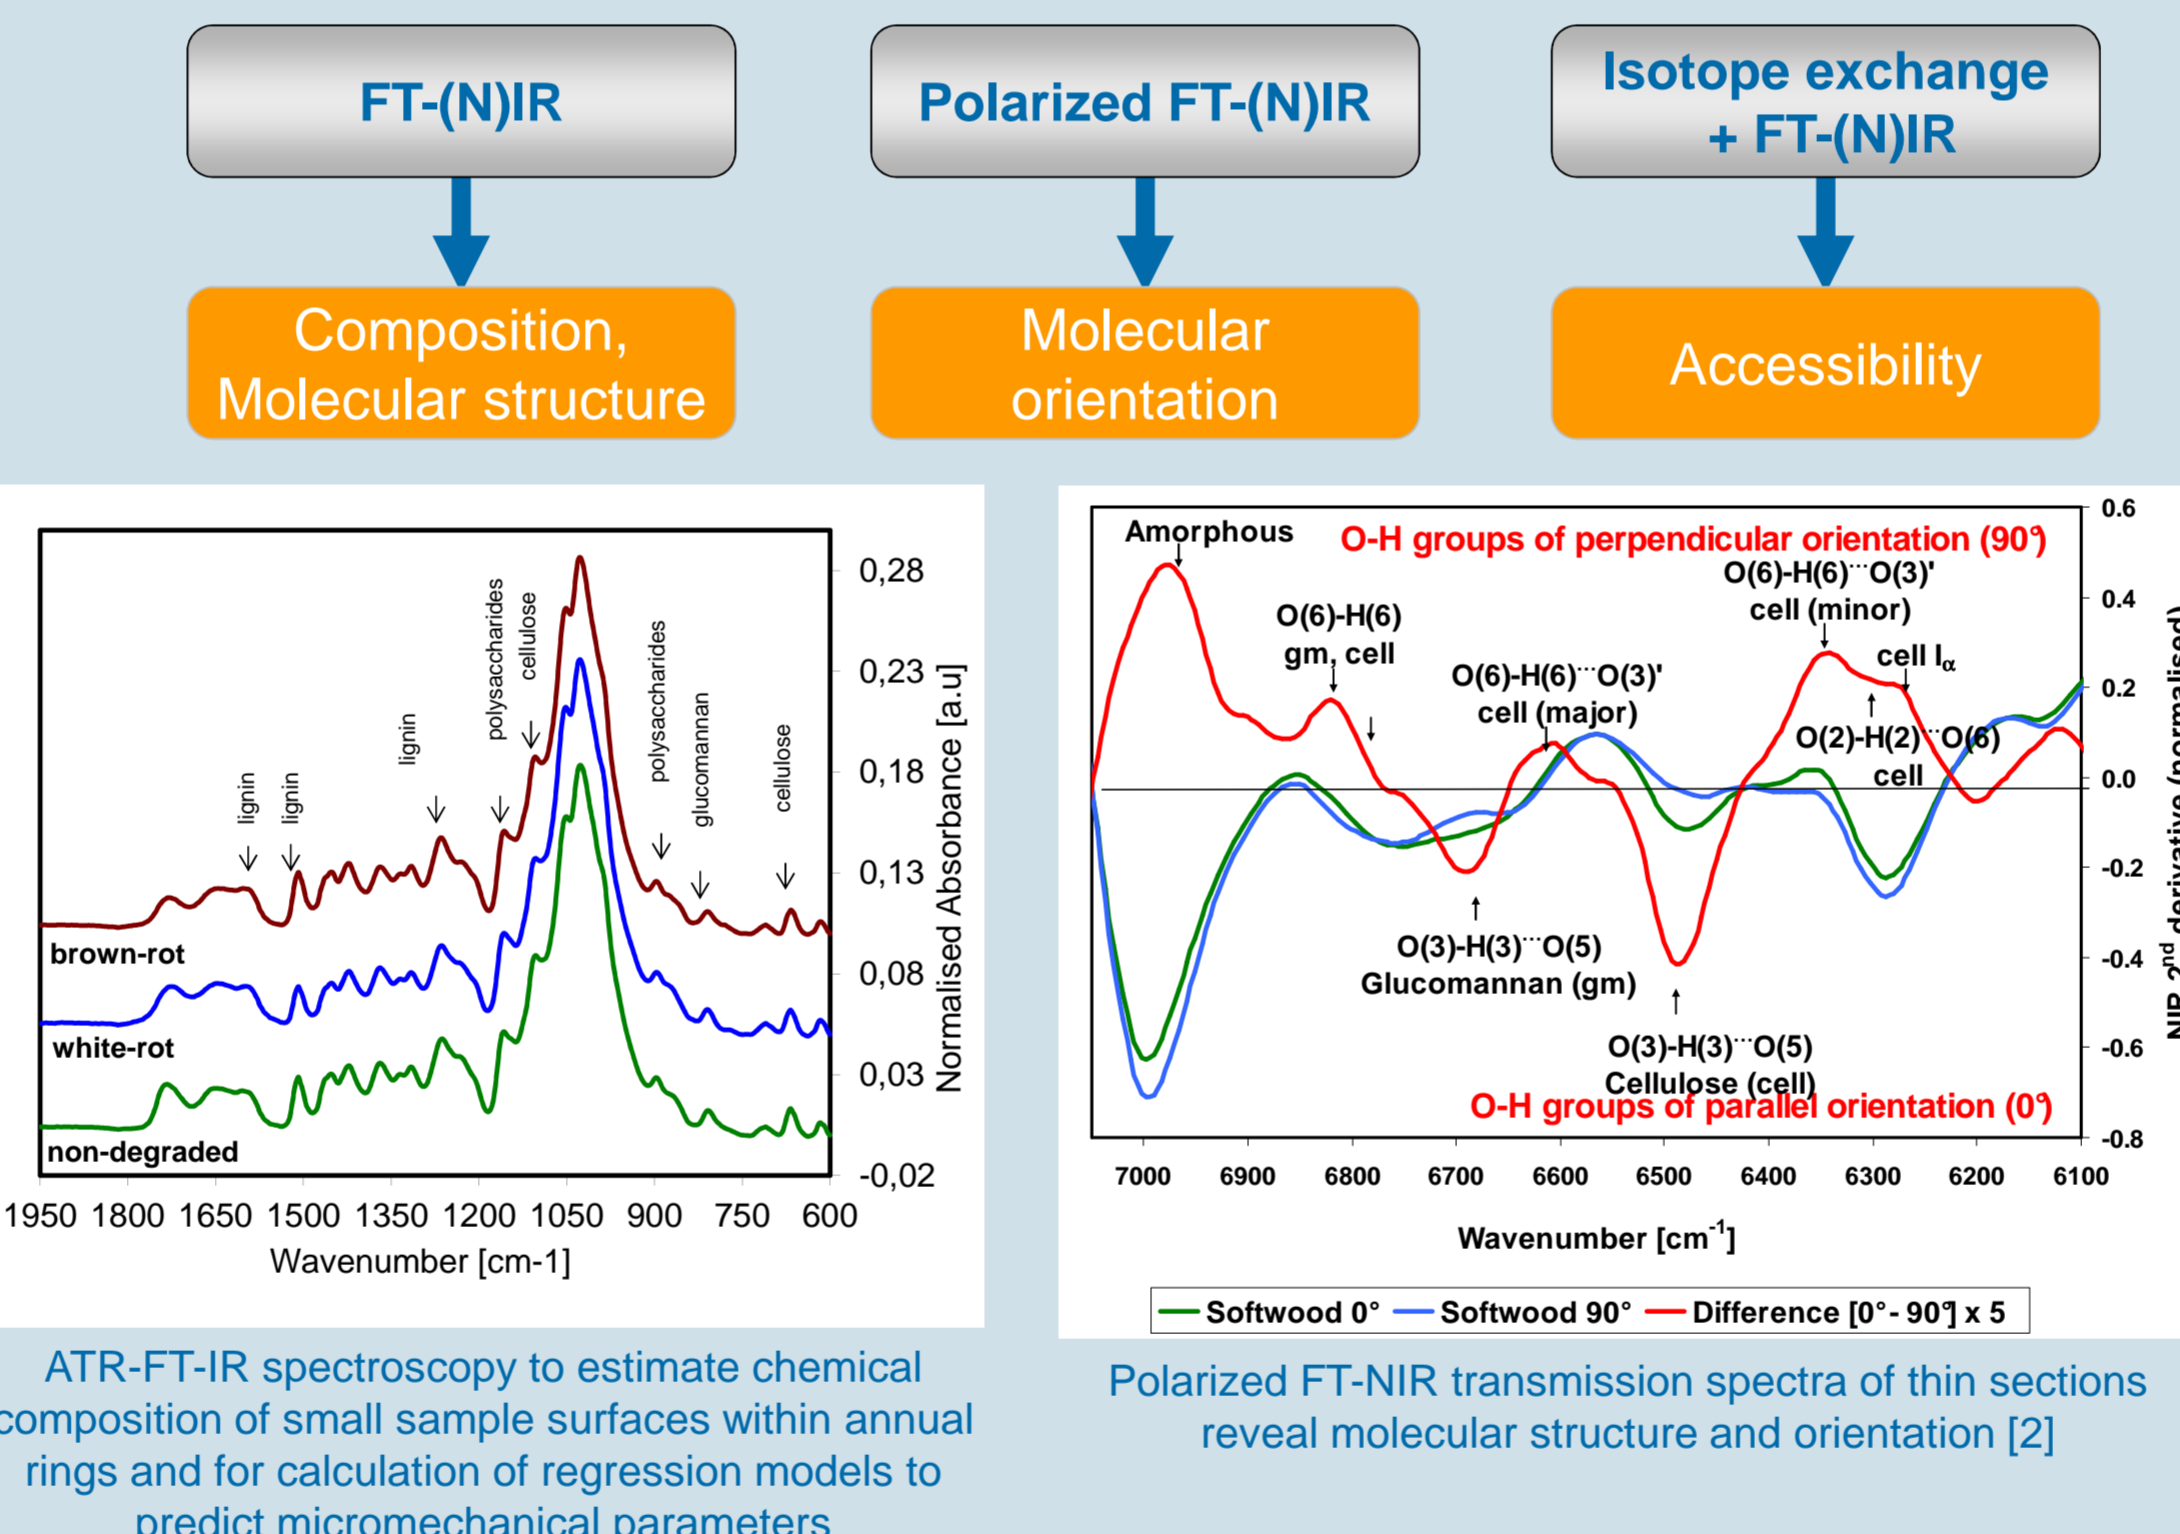 FT-(N)IR
Polarized FT-(N)IR
Isotope exchange
+ FT-(N)IR
Composition,
Molecular structure
Molecular
orientation
Accessibility
lignin
lignin
lignin
polysaccharides
cellulose
polysaccharides
glucomannan
cellulose
brown-rot
white-rot
non-degraded
0,28
0,23
0,18
0,13
0,08
0,03
-0,02
Normalised Absorbance [a.u]
1950 1800 1650 1500 1350 1200 1050 900 750 600
Wavenumber [cm-1]
ATR-FT-IR spectroscopy to estimate chemical
composition of small sample surfaces within annual
rings and for calculation of regression models to
predict micromechanical parameters
Amorphous
O-H groups of perpendicular orientation (90°)
O(6)-H(6)
gm, cell
O(6)-H(6)···O(3)'
cell (major)
O(6)-H(6)···O(3)'
cell (minor)
cell Iα
O(2)-H(2)···O(6)
cell
O(3)-H(3)···O(5)
Glucomannan (gm)
O(3)-H(3)···O(5)
Cellulose (cell)
O-H groups of parallel orientation (0°)
0.6
0.4
0.2
0.0
-0.2
-0.4
-0.6
-0.8
NIR 2nd derivative (normalised)
7000 6900 6800 6700 6600 6500 6400 6300 6200 6100
Wavenumber [cm-1]
Softwood 0° Softwood 90° Difference [0°- 90°] x 5
Polarized FT-NIR transmission spectra of thin sections
reveal molecular structure and orientation [2]